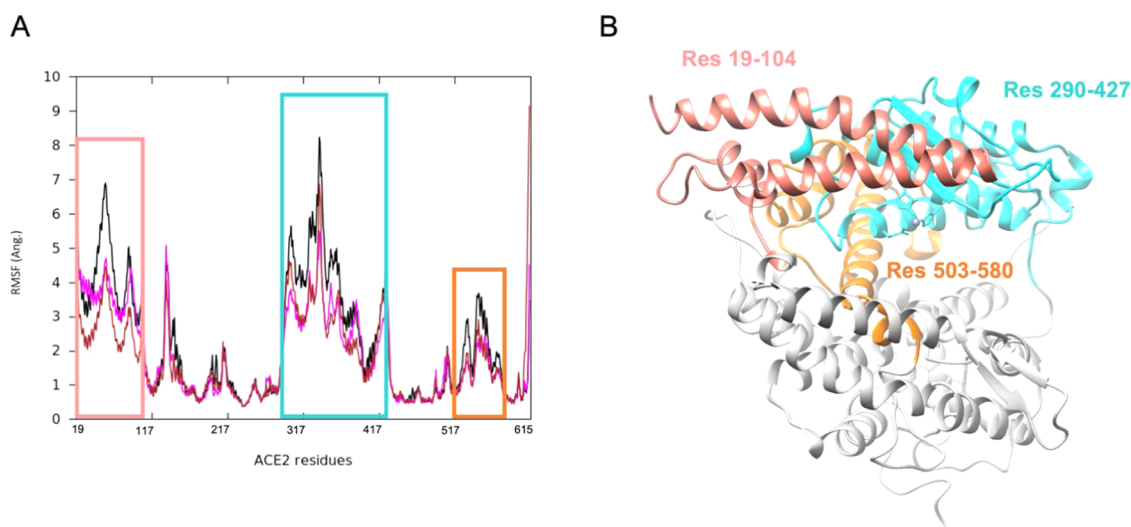 A
B
10
9
8
7
6
5
4
3
2
1
0
RMSF (Ang.)
19 117 217 317 417 517 615
ACE2 residues
Res 19-104
Res 290-427
Res 503-580